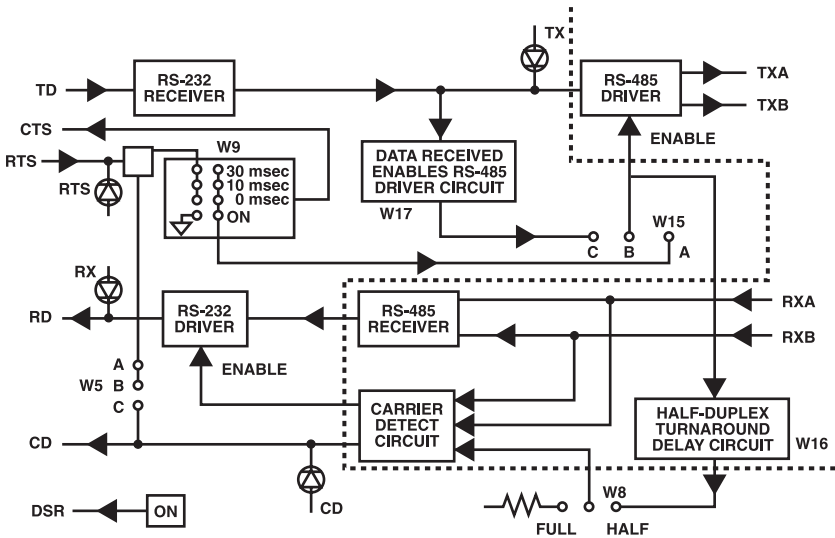 TX
TD
RS-232
RECEIVER
RS-485
DRIVER
TXA
TXB
CTS
ENABLE
W9
RTS
RTS
30 msec
10 msec
0 msec
ON
DATA RECEIVED
ENABLES RS-485
DRIVER CIRCUIT
W17
W15
C
B
A
RX
RD
RS-232
DRIVER
RS-485
RECEIVER
RXA
RXB
ENABLE
A
W5 B
C
CARRIER
DETECT
CIRCUIT
HALF-DUPLEX
TURNAROUND
DELAY CIRCUIT
W16
CD
CD
W8
FULL
HALF
DSR
ON